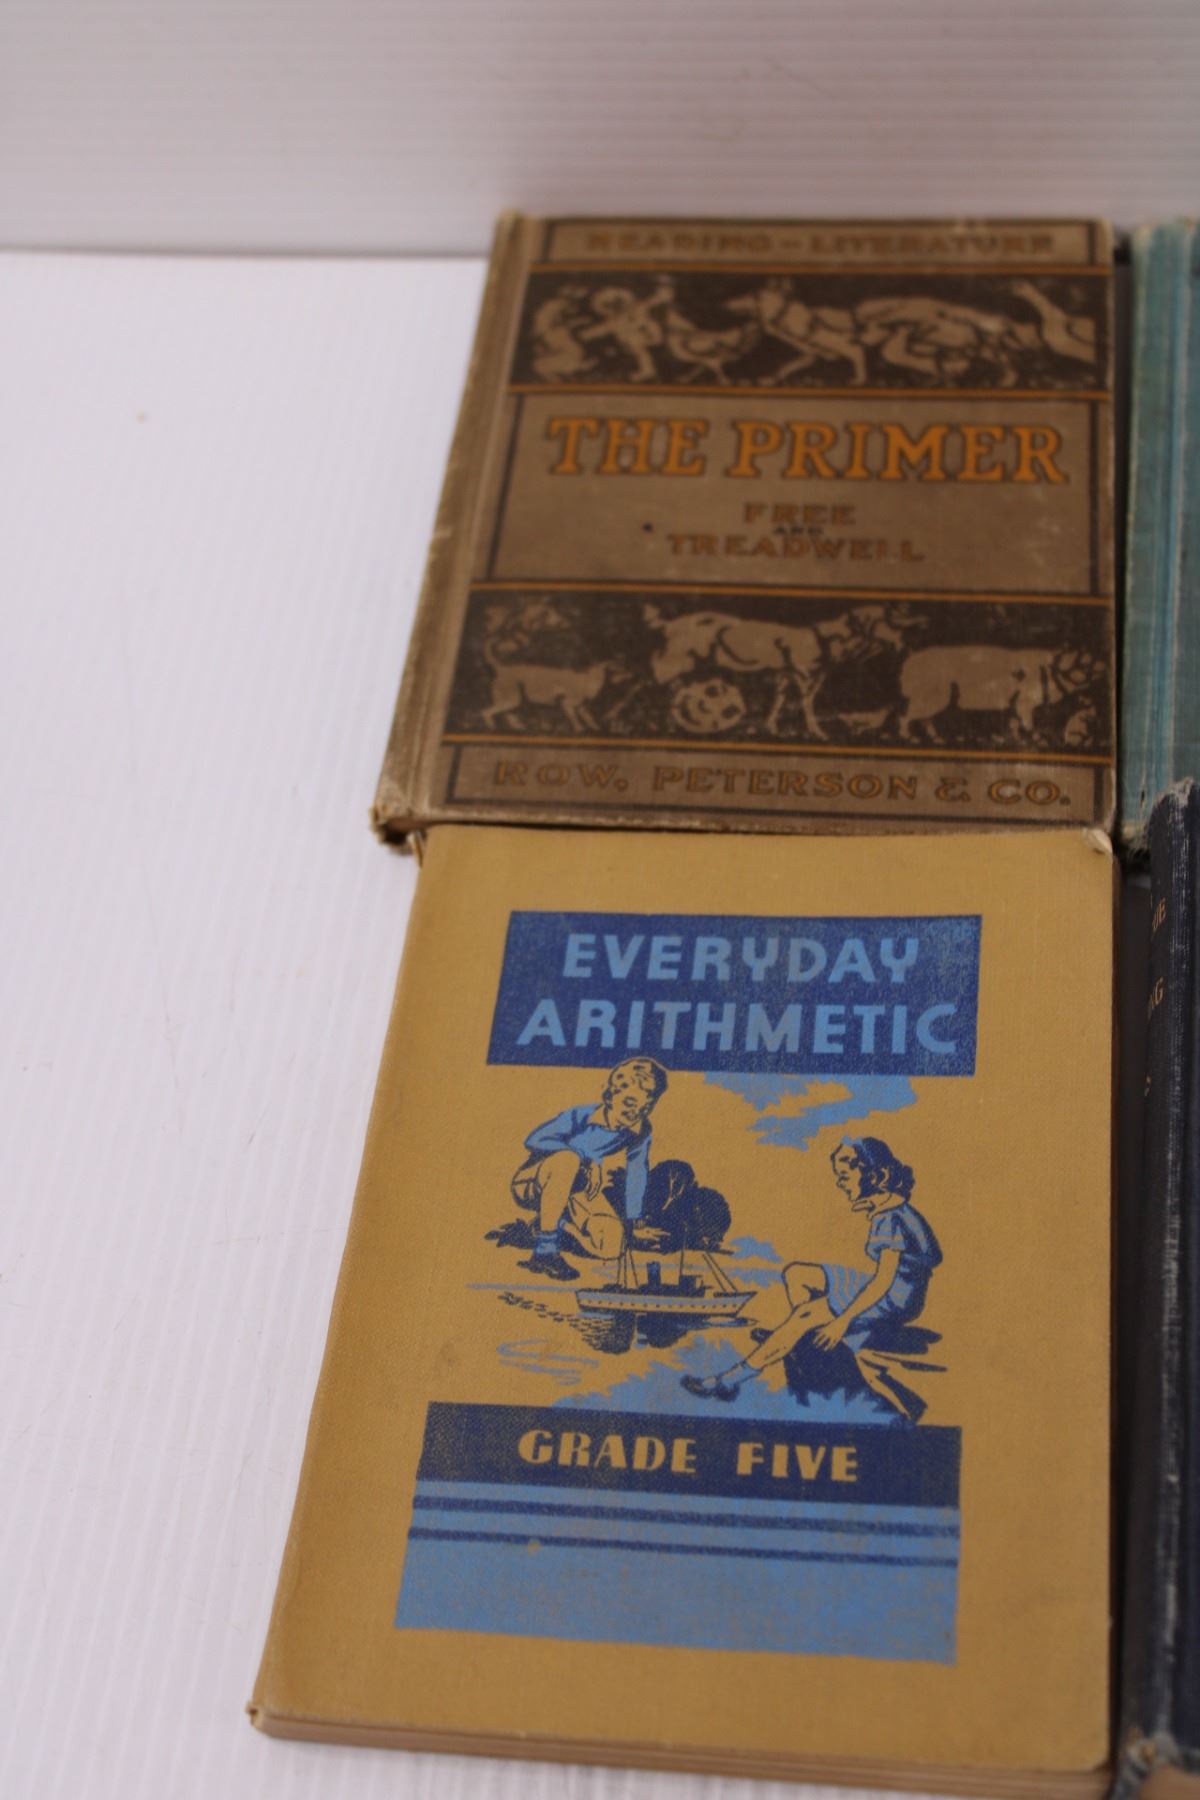 READING-LITERATURE
THE PRIMER
FREE
AND
TREADWELL
ROW, PETERSON & CO.
EVERYDAY
ARITHMETIC
GRADE FIVE